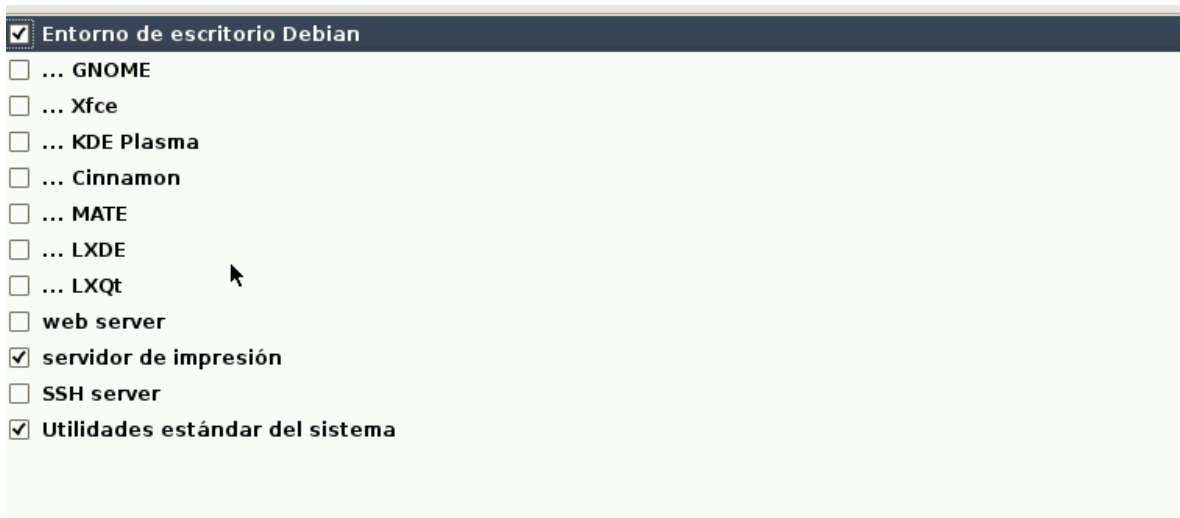 Entorno de escritorio Debian
... GNOME
... Xfce
... KDE Plasma
... Cinnamon
... MATE
... LXDE
... LXQt
web server
servidor de impresión
SSH server
Utilidades estándar del sistema